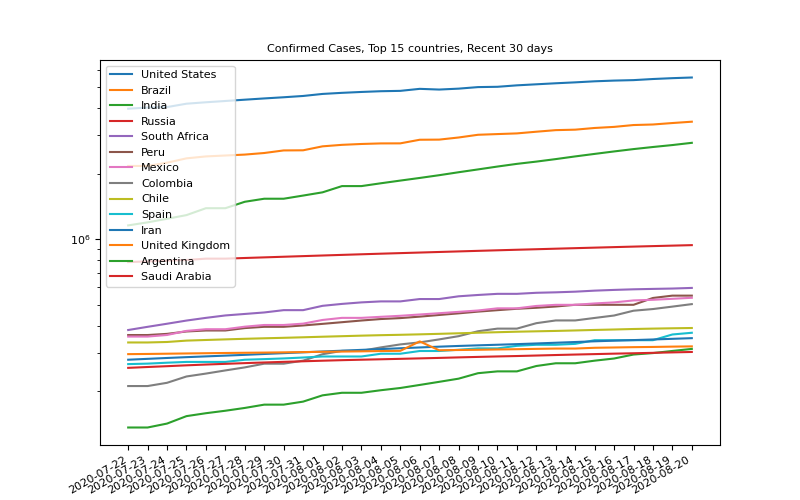 Confirmed Cases, Top 15 countries, Recent 30 days
United States
Brazil
India
Russia
South Africa
Peru
Mexico
Colombia
Chile
Spain
Iran
United Kingdom
Argentina
Saudi Arabia
10⁶
2020-07-22
2020-07-23
2020-07-24
2020-07-25
2020-07-26
2020-07-27
2020-07-28
2020-07-29
2020-07-30
2020-07-31
2020-08-01
2020-08-02
2020-08-03
2020-08-04
2020-08-05
2020-08-06
2020-08-07
2020-08-08
2020-08-09
2020-08-10
2020-08-11
2020-08-12
2020-08-13
2020-08-14
2020-08-15
2020-08-16
2020-08-17
2020-08-18
2020-08-19
2020-08-20